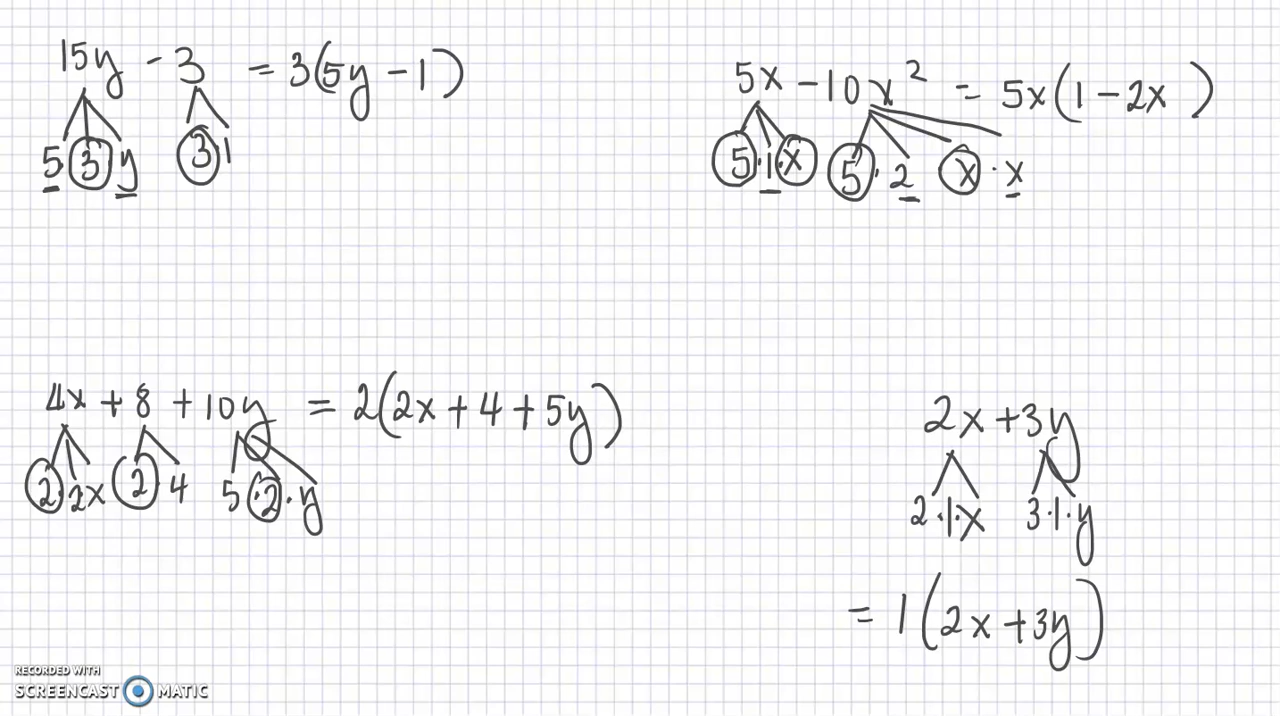 15y - 3 = 3(5y - 1)
5 · 3 · y 3 · 1
5x - 10x² = 5x(1 - 2x)
5 · 1 · x 5 · 2 x · x
4x + 8 + 10y = 2(2x + 4 + 5y)
2 · 2x 2 · 4 5 · 2 · y
2x + 3y
2 · 1 · x 3 · 1 · y
= 1(2x + 3y)
RECORDED WITH
SCREENCAST MATIC